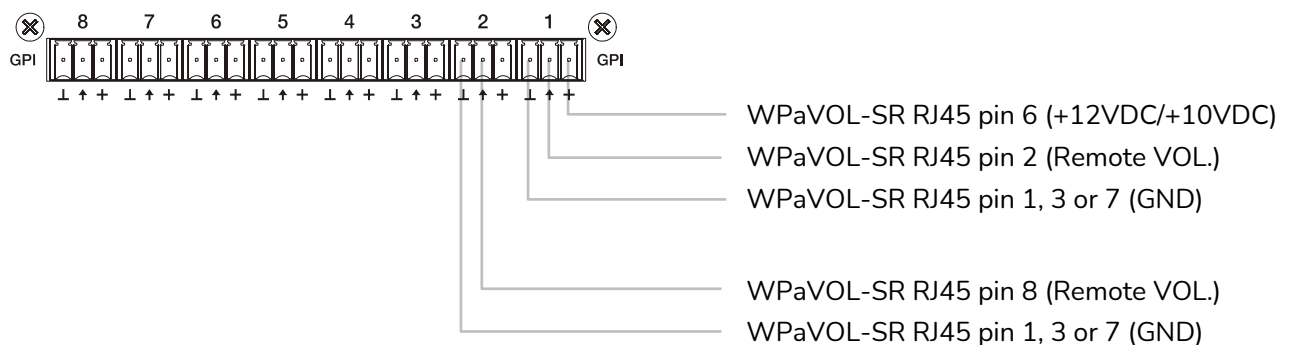 8 7 6 5 4 3 2 1
GPI GPI
⊥ ↑ + ⊥ ↑ + ⊥ ↑ + ⊥ ↑ + ⊥ ↑ + ⊥ ↑ + ⊥ ↑ + ⊥ ↑ +
WPaVOL-SR RJ45 pin 6 (+12VDC/+10VDC)
WPaVOL-SR RJ45 pin 2 (Remote VOL.)
WPaVOL-SR RJ45 pin 1, 3 or 7 (GND)
WPaVOL-SR RJ45 pin 8 (Remote VOL.)
WPaVOL-SR RJ45 pin 1, 3 or 7 (GND)